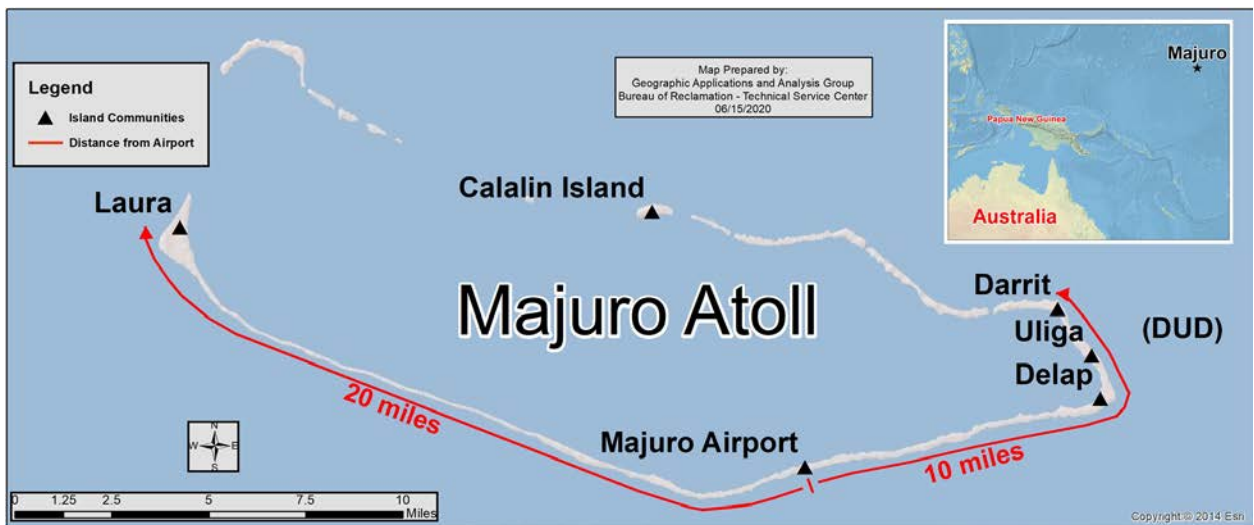 Legend
Island Communities
Distance from Airport
Map Prepared by:
Geographic Applications and Analysis Group
Bureau of Reclamation - Technical Service Center
06/15/2020
Majuro
Papua New Guinea
Australia
Laura
Calalin Island
Majuro Atoll
Darrit
Uliga
(DUD)
Delap
20 miles
Majuro Airport
10 miles
N
W E
S
0 1.25 2.5 5 7.5 10
Miles
Copyright:© 2014 Esri